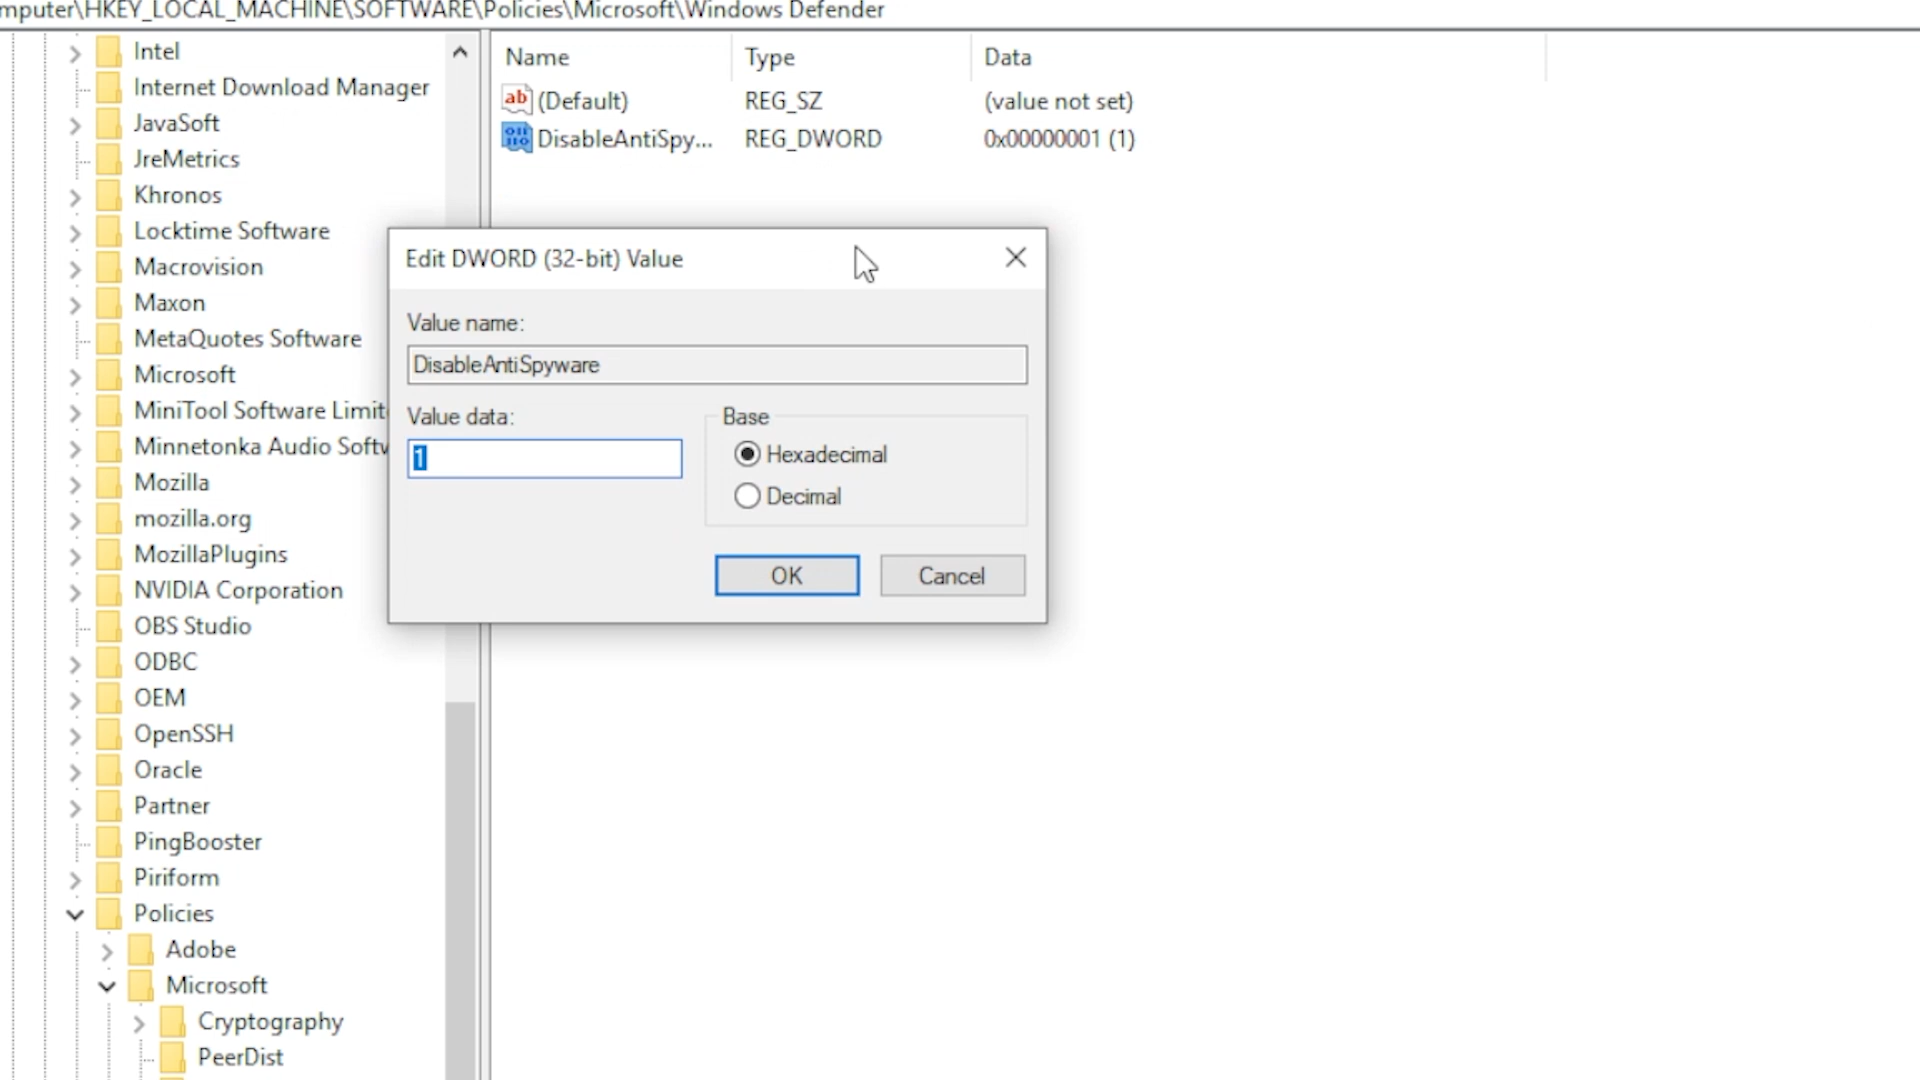 mputer\HKEY_LOCAL_MACHINE\SOFTWARE\Policies\Microsoft\Windows Defender
Intel
Internet Download Manager
JavaSoft
JreMetrics
Khronos
Locktime Software
Macrovision
Maxon
MetaQuotes Software
Microsoft
MiniTool Software Limit
Minnetonka Audio Softw
Mozilla
mozilla.org
MozillaPlugins
NVIDIA Corporation
OBS Studio
ODBC
OEM
OpenSSH
Oracle
Partner
PingBooster
Piriform
Policies
Adobe
Microsoft
Cryptography
PeerDist
Name Type Data
(Default) REG_SZ (value not set)
DisableAntiSpy... REG_DWORD 0x00000001 (1)
Edit DWORD (32-bit) Value
Value name:
DisableAntiSpyware
Value data: Base
1 Hexadecimal
Decimal
OK Cancel